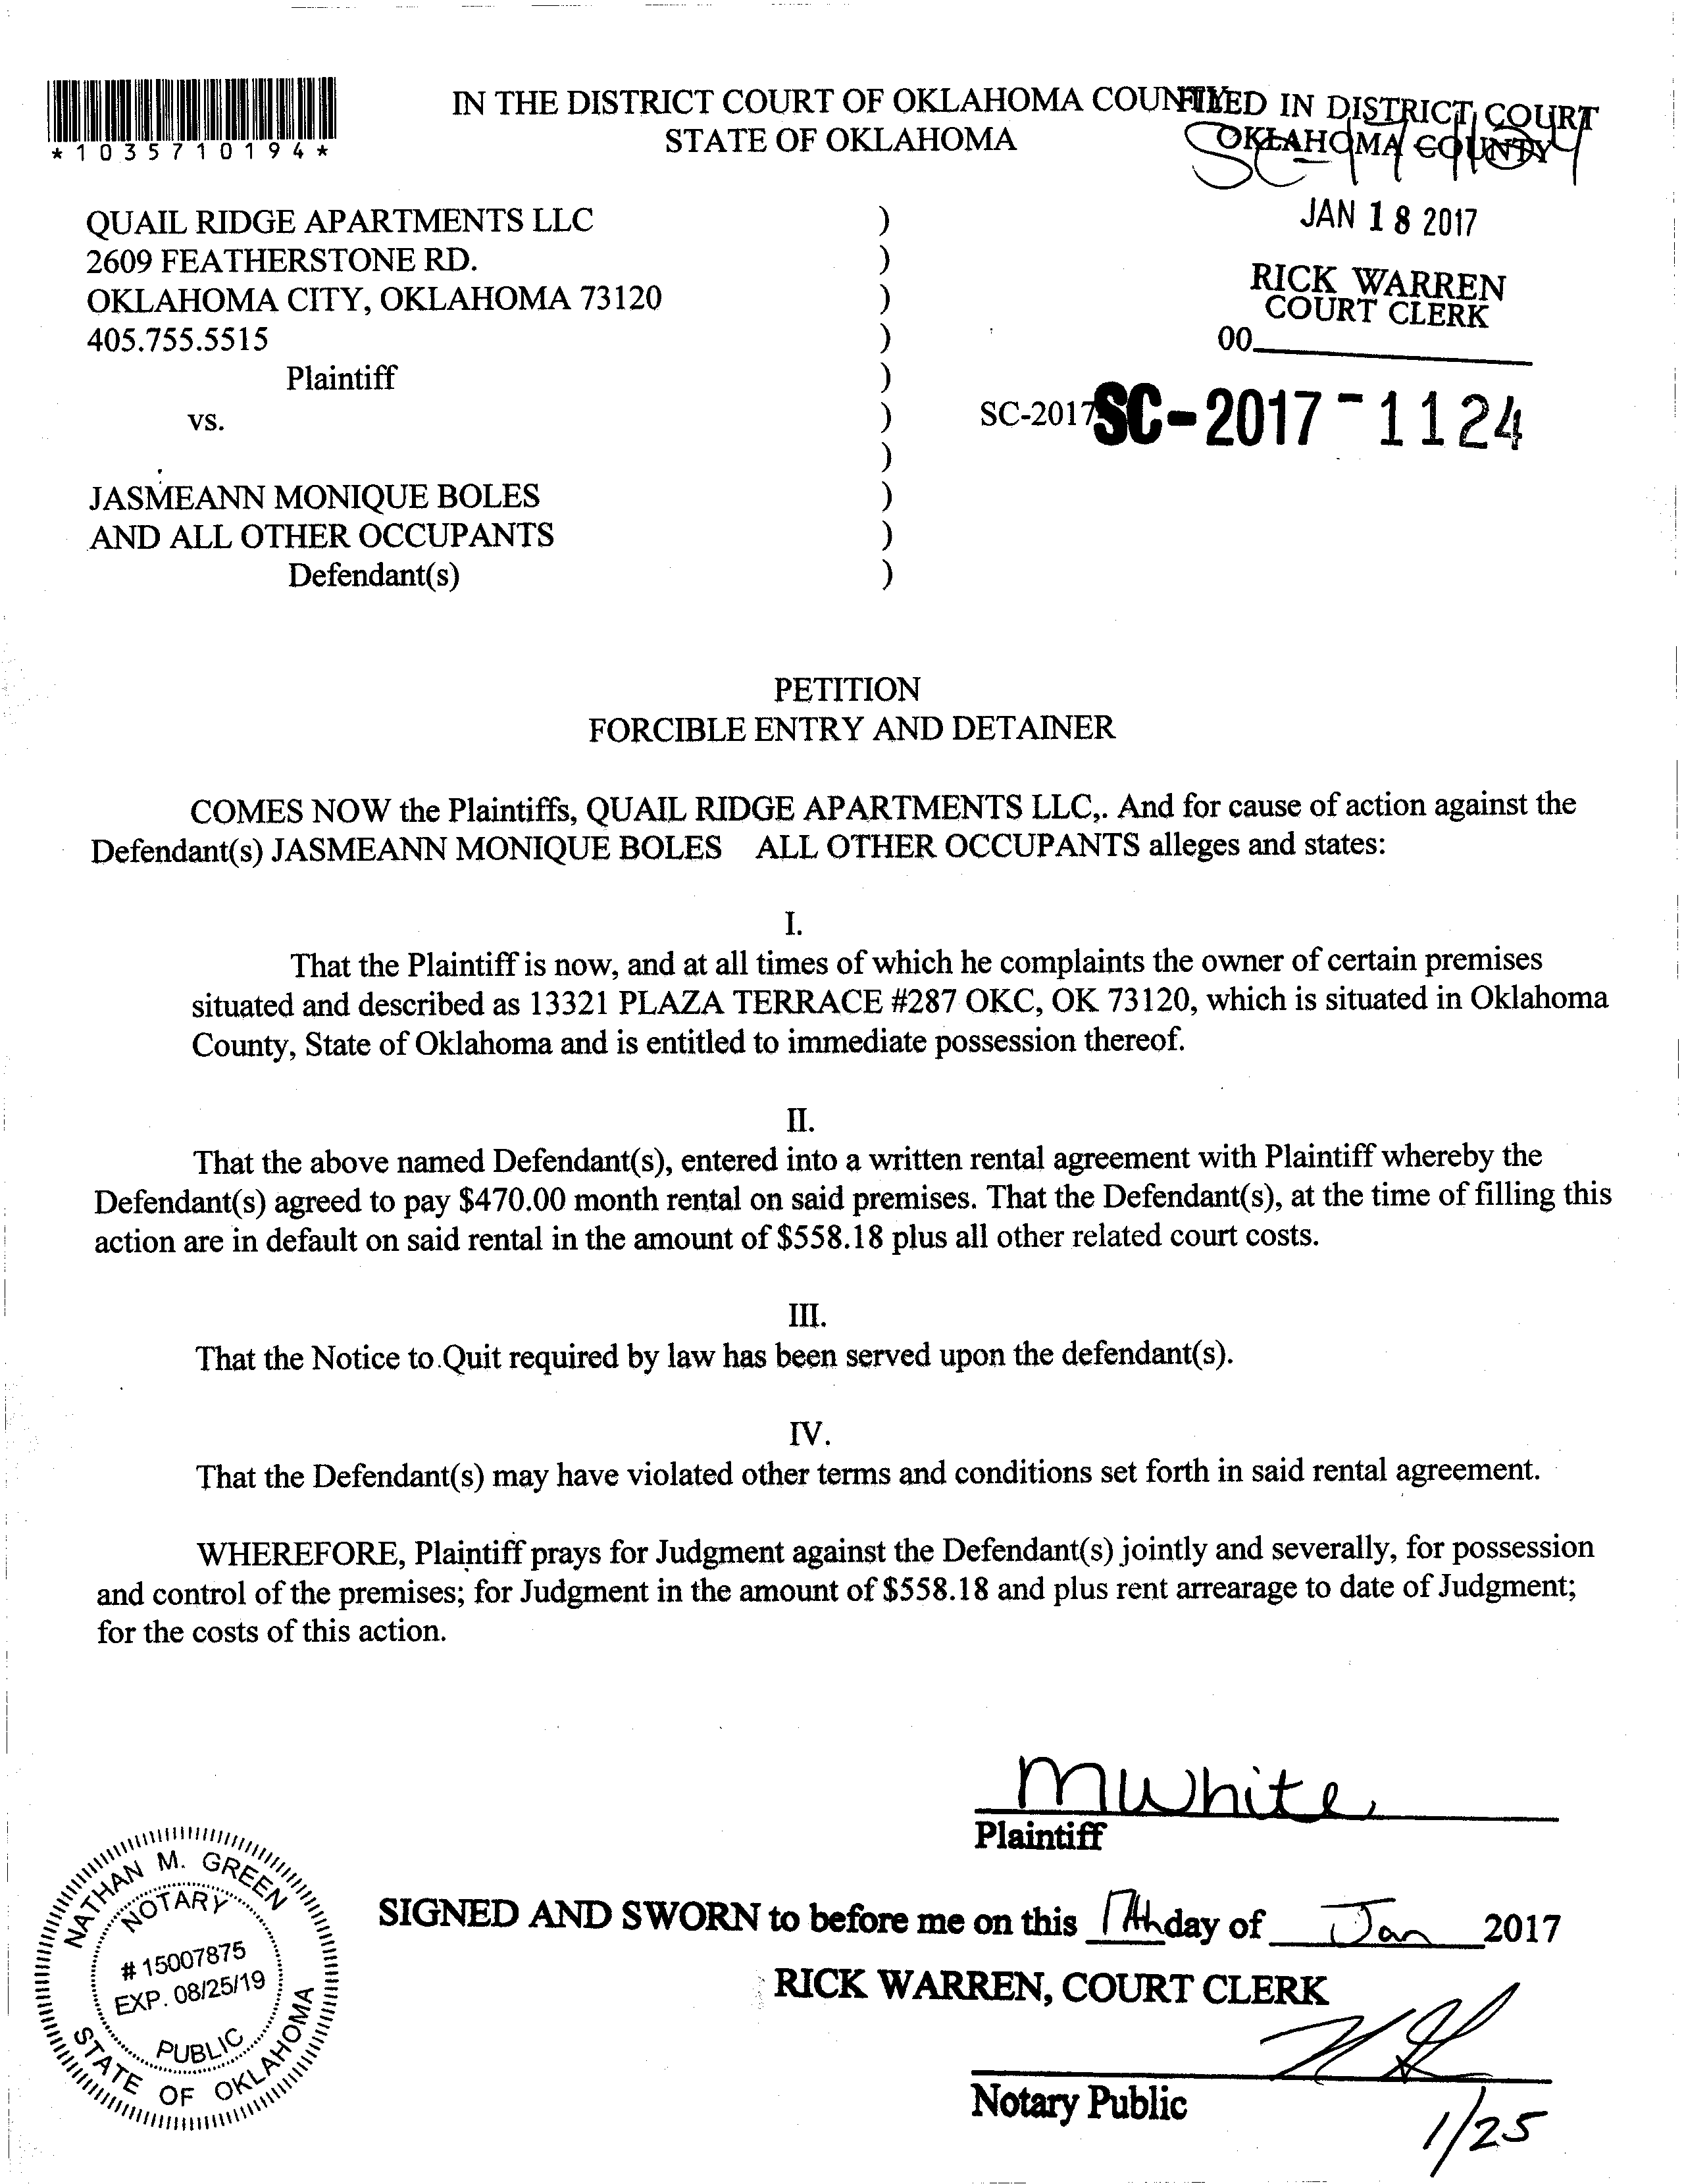 IN THE DISTRICT COURT OF OKLAHOMA COUNTY
STATE OF OKLAHOMA
FILED IN DISTRICT COURT
OKLAHOMA COUNTY
*1035710194*
JAN 18 2017
RICK WARREN
COURT CLERK
00
QUAIL RIDGE APARTMENTS LLC )
2609 FEATHERSTONE RD. )
OKLAHOMA CITY, OKLAHOMA 73120 )
405.755.5515 )
Plaintiff )
vs. ) SC-2017 SC-2017-1124
)
JASMEANN MONIQUE BOLES )
AND ALL OTHER OCCUPANTS )
Defendant(s) )
PETITION
FORCIBLE ENTRY AND DETAINER
COMES NOW the Plaintiffs, QUAIL RIDGE APARTMENTS LLC,. And for cause of action against the
Defendant(s) JASMEANN MONIQUE BOLES ALL OTHER OCCUPANTS alleges and states:
I.
That the Plaintiff is now, and at all times of which he complaints the owner of certain premises
situated and described as 13321 PLAZA TERRACE #287 OKC, OK 73120, which is situated in Oklahoma
County, State of Oklahoma and is entitled to immediate possession thereof.
II.
That the above named Defendant(s), entered into a written rental agreement with Plaintiff whereby the
Defendant(s) agreed to pay $470.00 month rental on said premises. That the Defendant(s), at the time of filling this
action are in default on said rental in the amount of $558.18 plus all other related court costs.
III.
That the Notice to Quit required by law has been served upon the defendant(s).
IV.
That the Defendant(s) may have violated other terms and conditions set forth in said rental agreement.
WHEREFORE, Plaintiff prays for Judgment against the Defendant(s) jointly and severally, for possession
and control of the premises; for Judgment in the amount of $558.18 and plus rent arrearage to date of Judgment;
for the costs of this action.
MWhite
Plaintiff
SIGNED AND SWORN to before me on this 17th day of Jan 2017
RICK WARREN, COURT CLERK
Notary Public
1/25
NATHAN M. GREEN
NOTARY
# 15007875
EXP. 08/25/19
PUBLIC
STATE OF OKLAHOMA